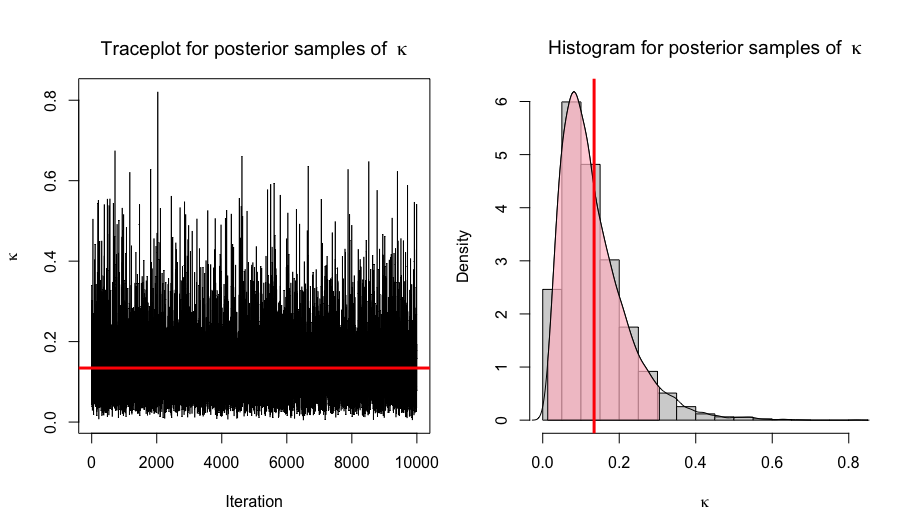 Traceplot for posterior samples of κ
κ
0.0 0.2 0.4 0.6 0.8
0 2000 4000 6000 8000 10000
Iteration
Histogram for posterior samples of κ
Density
0 1 2 3 4 5 6
0.0 0.2 0.4 0.6 0.8
κ